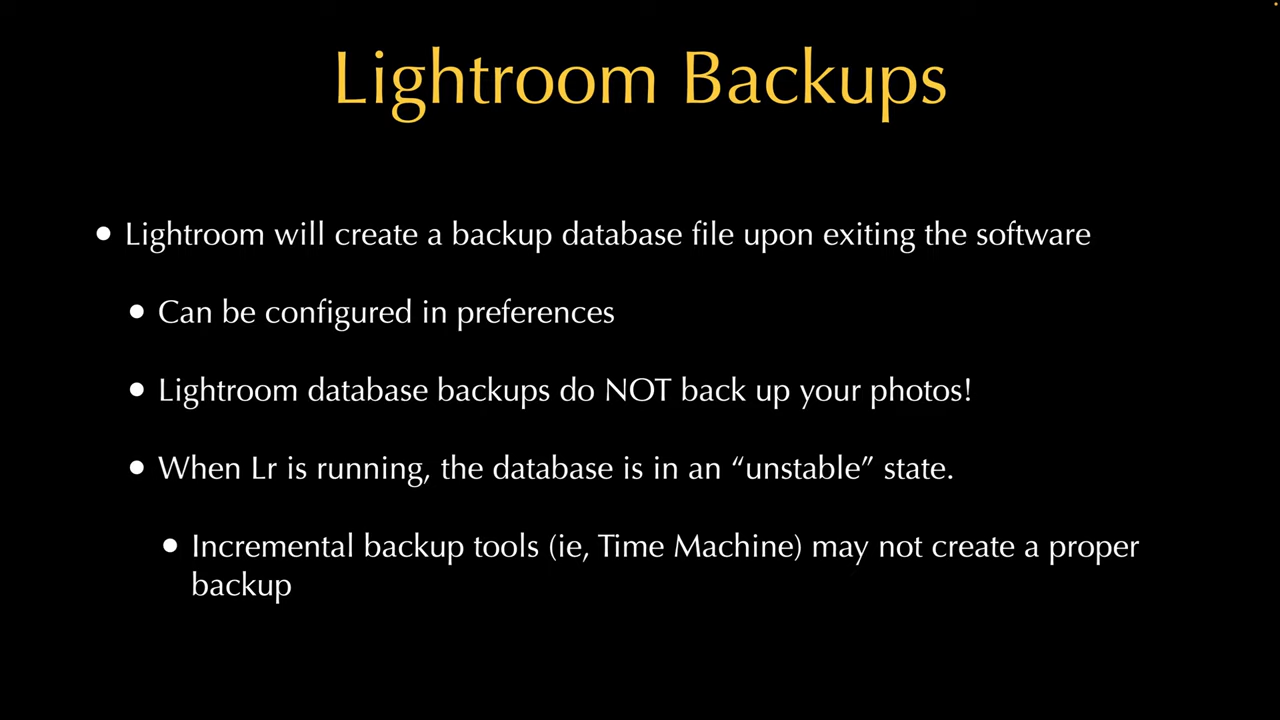 Lightroom Backups
• Lightroom will create a backup database file upon exiting the software
• Can be configured in preferences
• Lightroom database backups do NOT back up your photos!
• When Lr is running, the database is in an “unstable” state.
• Incremental backup tools (ie, Time Machine) may not create a proper
backup